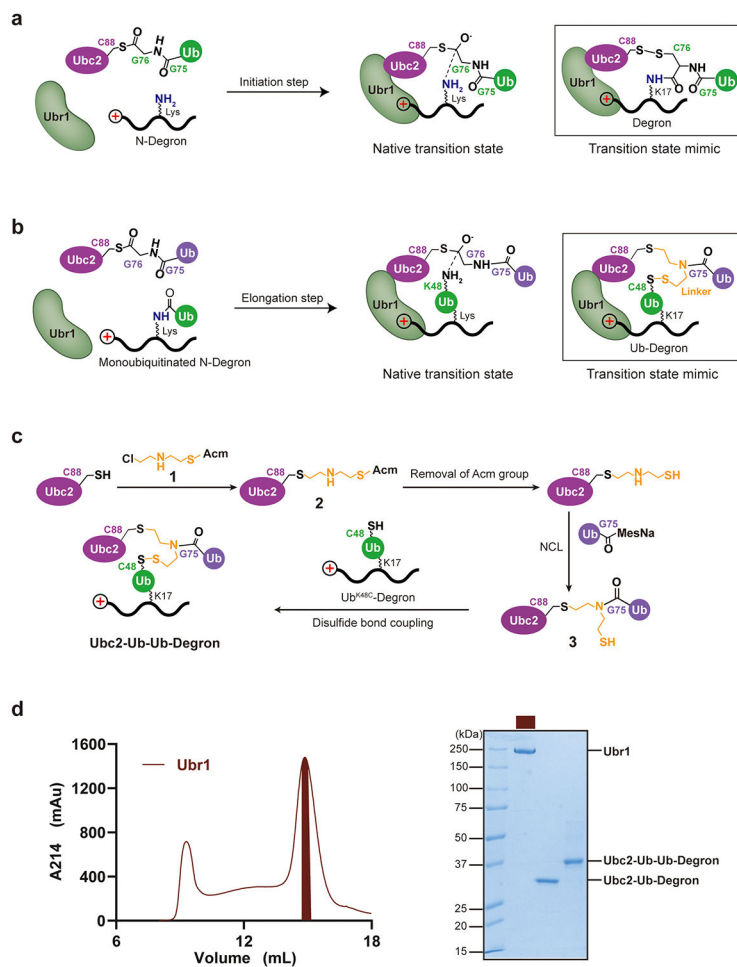 a
C88
S
O
H
N
G76
O
G75
Ub
Ubc2
Ubr1
NH2
Lys
+
N-Degron
Initiation step
C88
S
O-
Ubc2
G76
NH
O
G75
Ub
NH2
Ubr1
Lys
+
Native transition state
C88
S
S
C76
Ubc2
NH
O
NH
O
G75
Ub
Ubr1
K17
+
Degron
Transition state mimic
b
C88
S
O
H
N
G76
O
G75
Ub
Ubc2
Ubr1
O
NH
Ub
Lys
+
Monoubiquitinated N-Degron
Elongation step
C88
S
O-
G76
NH
O
G75
Ub
Ubc2
NH2
K48
Ub
Ubr1
Lys
+
Native transition state
C88
S
N
O
G75
Ub
Ubc2
C48
S
S
Linker
Ub
Ubr1
K17
+
Ub-Degron
Transition state mimic
c
C88
SH
Ubc2
Cl
N
H
S
Acm
1
C88
S
N
H
S
Acm
Ubc2
2
Removal of Acm group
C88
S
N
H
SH
Ubc2
NCL
Ub
G75
MesNa
O
C88
S
N
O
G75
Ub
Ubc2
SH
3
SH
C48
Ub
K17
+
UbK48C-Degron
Disulfide bond coupling
C88
S
N
O
G75
Ub
Ubc2
C48
S
S
Ub
K17
+
Ubc2-Ub-Ub-Degron
d
1600
1200
800
400
0
A214 (mAu)
Ubr1
6
12
18
Volume (mL)
(kDa)
250
150
100
75
50
37
25
20
15
Ubr1
Ubc2-Ub-Ub-Degron
Ubc2-Ub-Degron